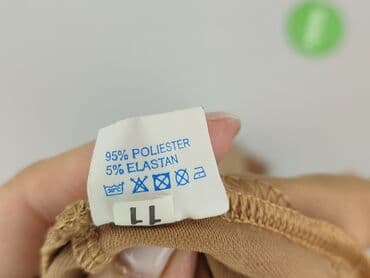 95% POLIESTER
5% ELASTAN
11